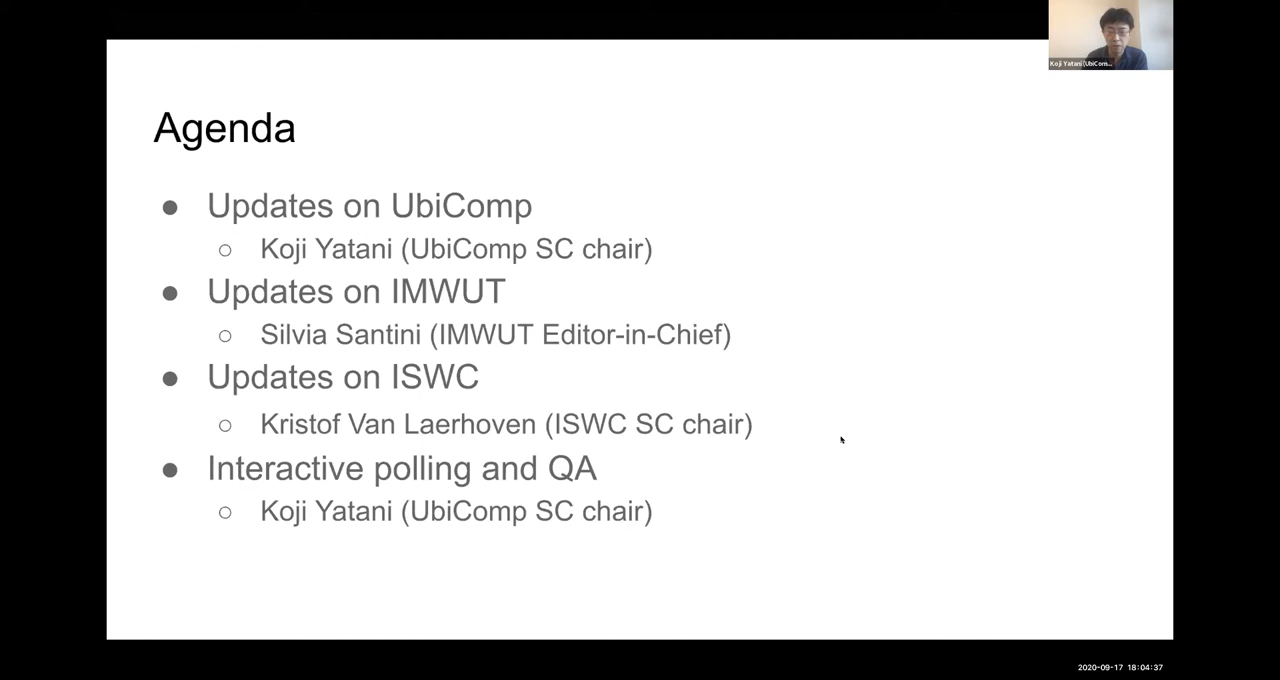 Koji Yatani (UbiCom...
Agenda
● Updates on UbiComp
○ Koji Yatani (UbiComp SC chair)
● Updates on IMWUT
○ Silvia Santini (IMWUT Editor-in-Chief)
● Updates on ISWC
○ Kristof Van Laerhoven (ISWC SC chair)
● Interactive polling and QA
○ Koji Yatani (UbiComp SC chair)
2020-09-17 18:04:37